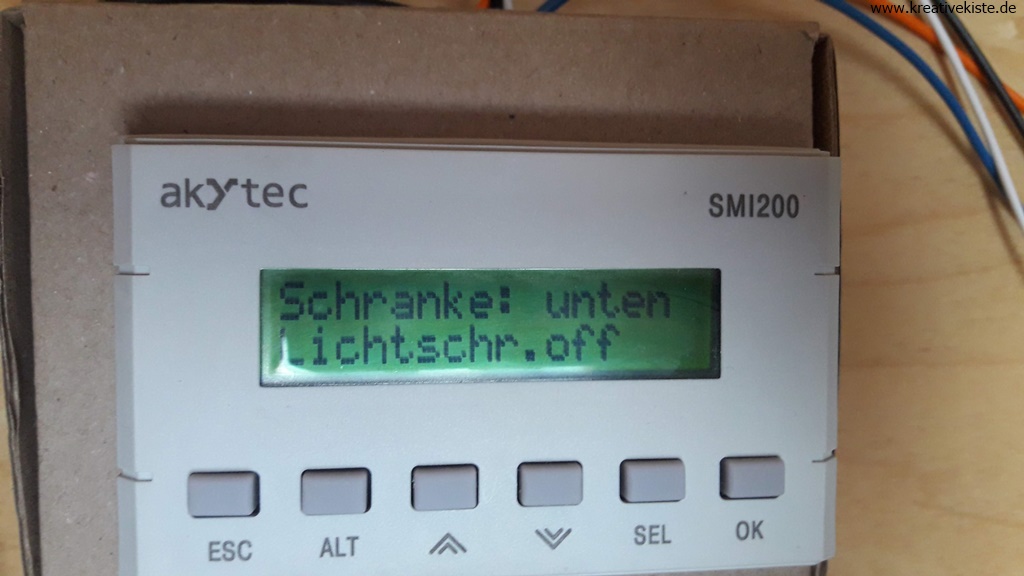 www.kreativekiste.de
akYtec
SMI200
Schranke: unten
Lichtschr.off
ESC ALT SEL OK